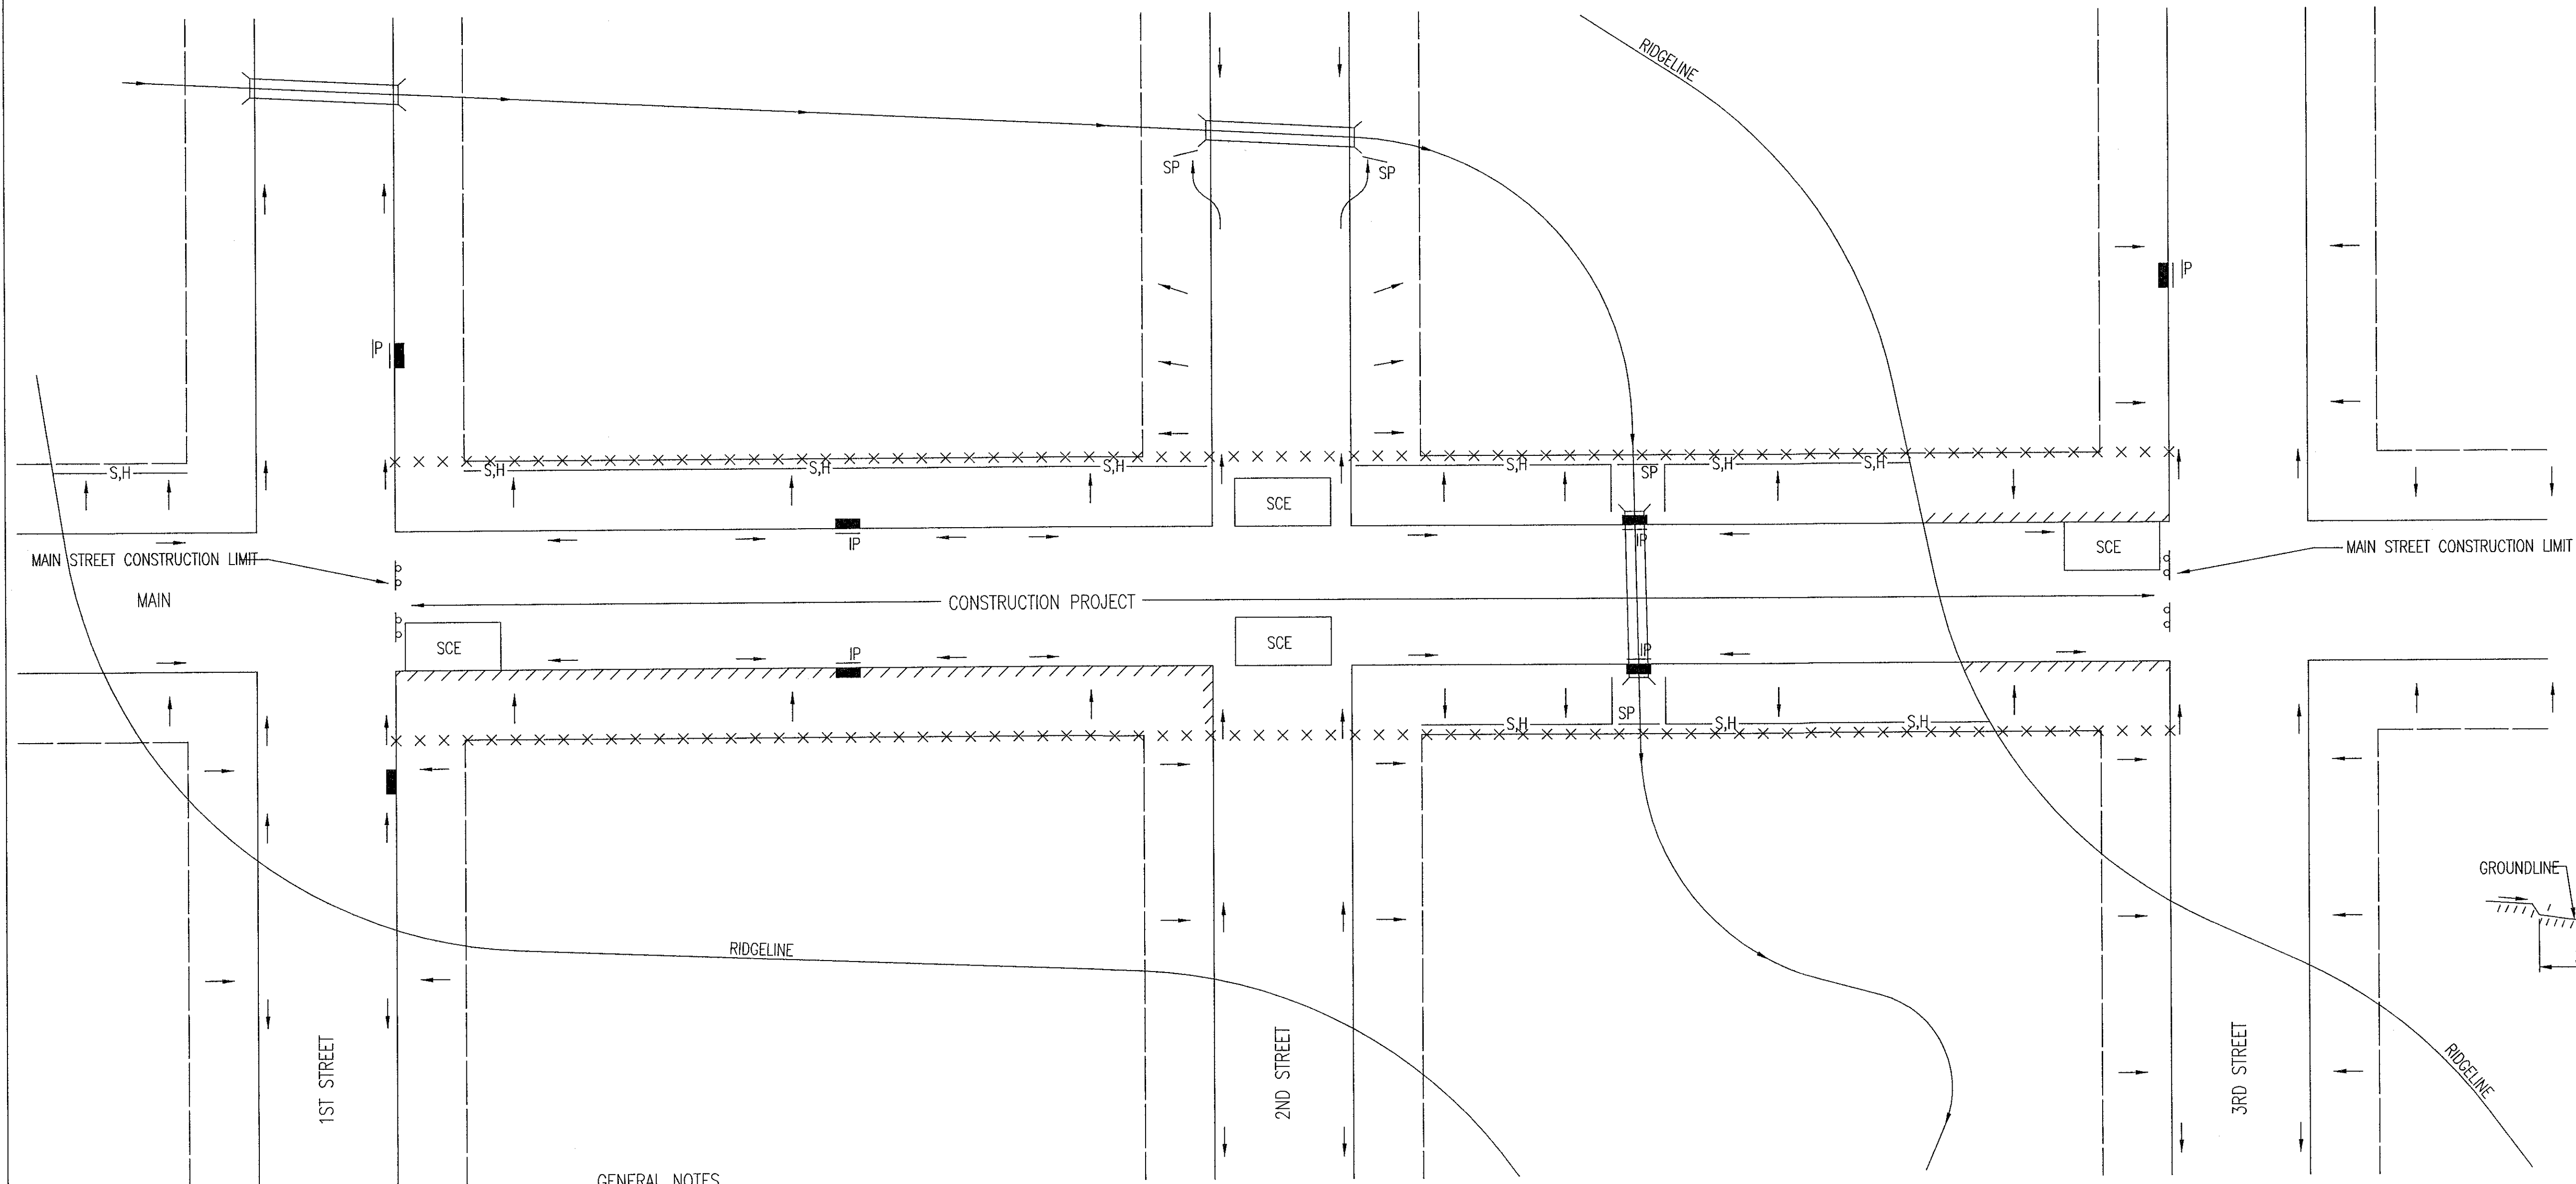 RIDGELINE
SP
SP
IP
IP
S,H
S,H
S,H
S,H
S,H
SP
S,H
S,H
SCE
IP
IP
SCE
MAIN STREET CONSTRUCTION LIMIT
MAIN STREET CONSTRUCTION LIMIT
MAIN
CONSTRUCTION PROJECT
SCE
SCE
IP
IP
S,H
SP
S,H
S,H
GROUNDLINE
RIDGELINE
1ST STREET
2ND STREET
3RD STREET
RIDGELINE
GENERAL NOTES